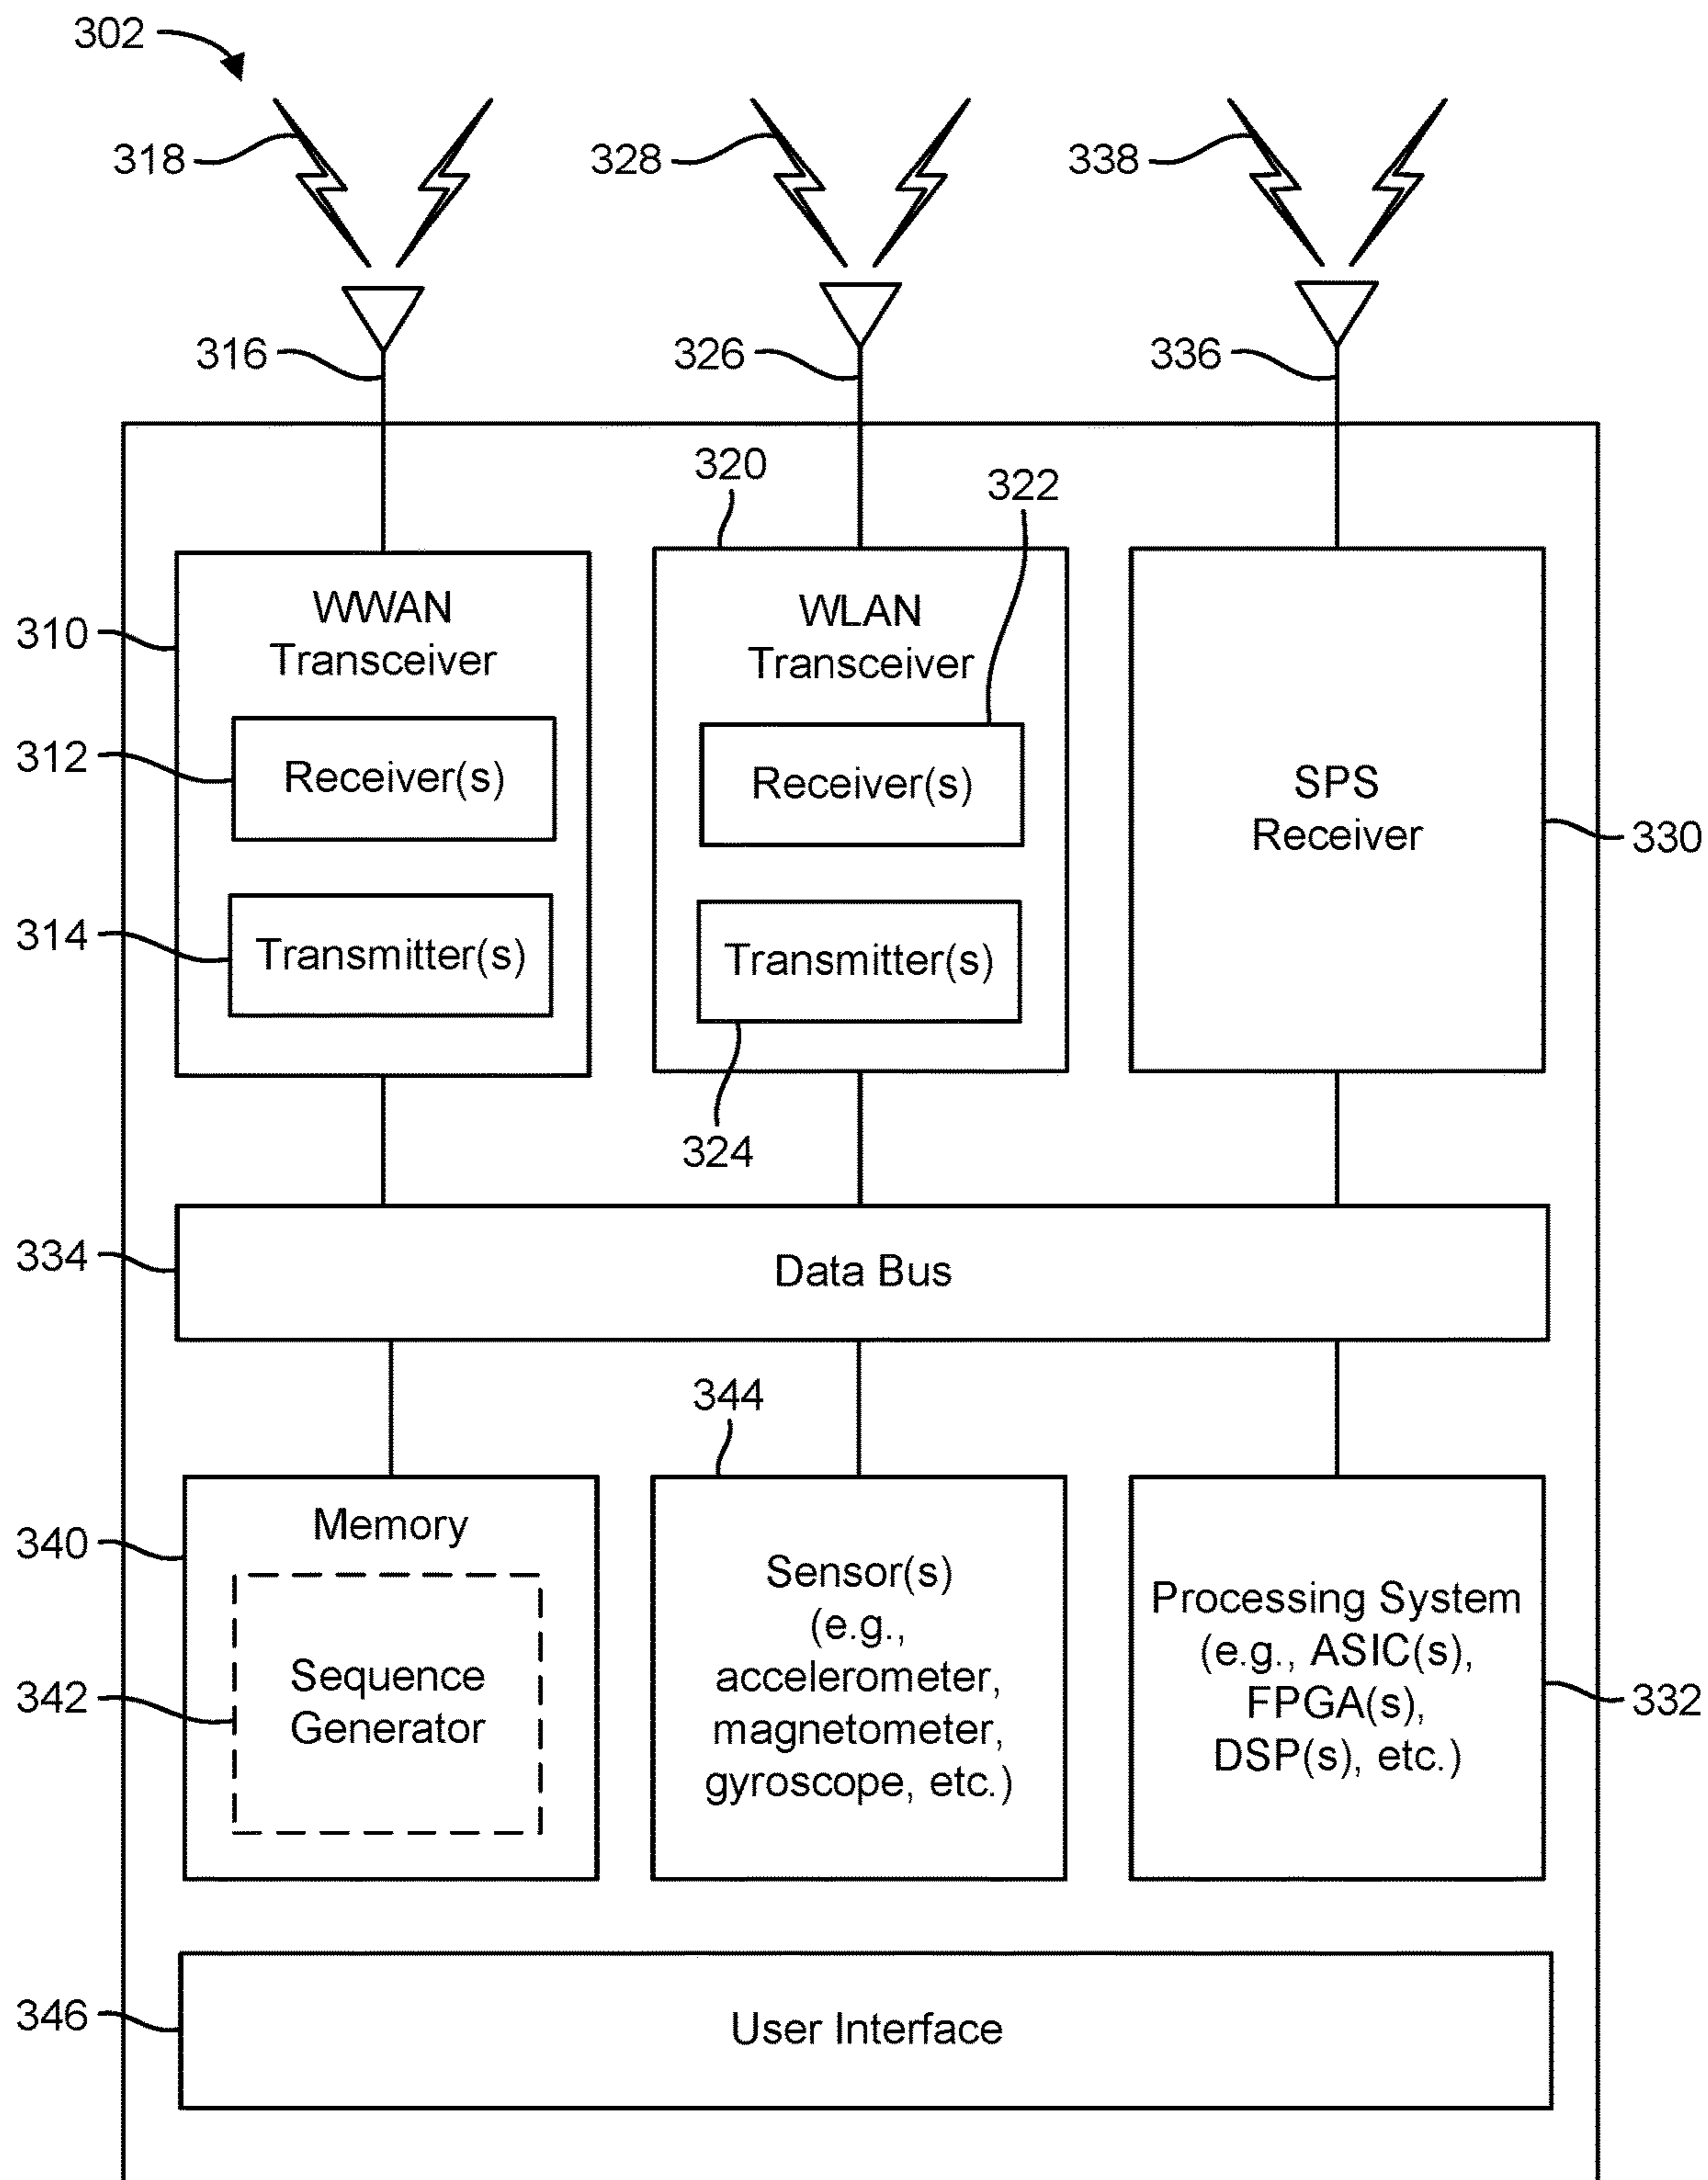 302
318
328
338
316
326
336
320
322
WWAN
Transceiver
WLAN
Transceiver
310
312
Receiver(s)
Receiver(s)
SPS
Receiver
330
314
Transmitter(s)
Transmitter(s)
324
334
Data Bus
344
340
Memory
342
Sequence
Generator
Sensor(s)
(e.g.,
accelerometer,
magnetometer,
gyroscope, etc.)
Processing System
(e.g., ASIC(s),
FPGA(s),
DSP(s), etc.)
332
346
User Interface